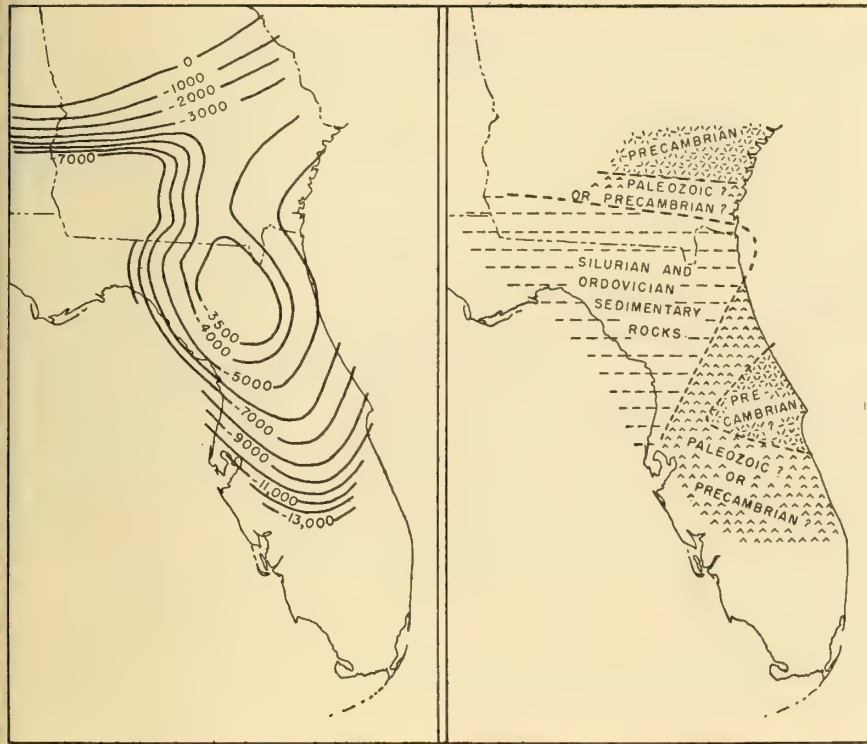 0
-1000
-2000
-3000
-7000
-3500
-4000
-5000
-7000
-9000
-11,000
-13,000
PRECAMBRIAN
PALEOZOIC ?
OR PRECAMBRIAN ?
SILURIAN AND
ORDOVICIAN
SEDIMENTARY
ROCKS
?
PRE
CAMBRIAN
?
PALEOZOIC ?
OR
PRECAMBRIAN ?